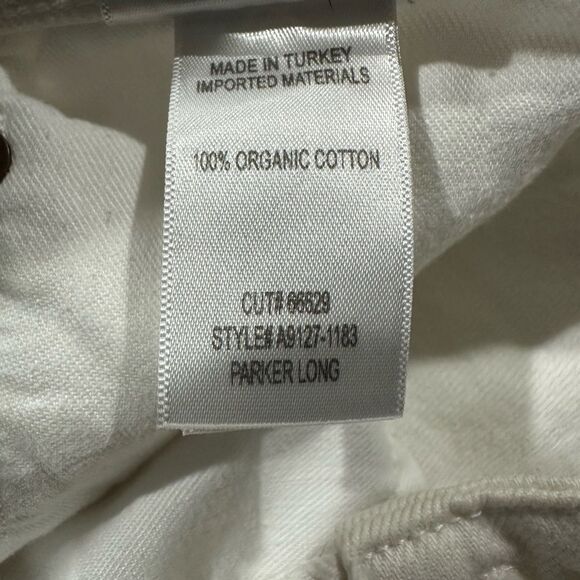 MADE IN TURKEY
IMPORTED MATERIALS
100% ORGANIC COTTON
CUT# 66529
STYLE# A9127-1183
PARKER LONG